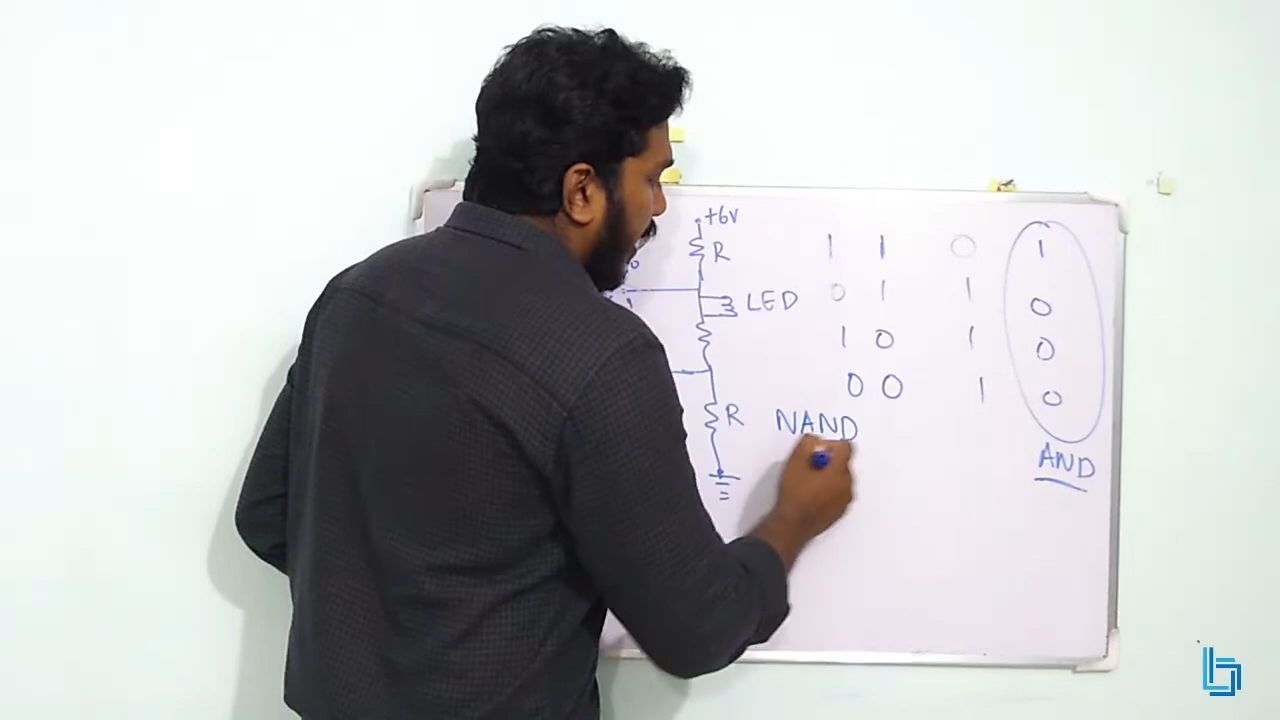 +6V
R
LED
R
1 1 0 1
0 1 1 0
1 0 1 0
0 0 1 0
NAND
AND